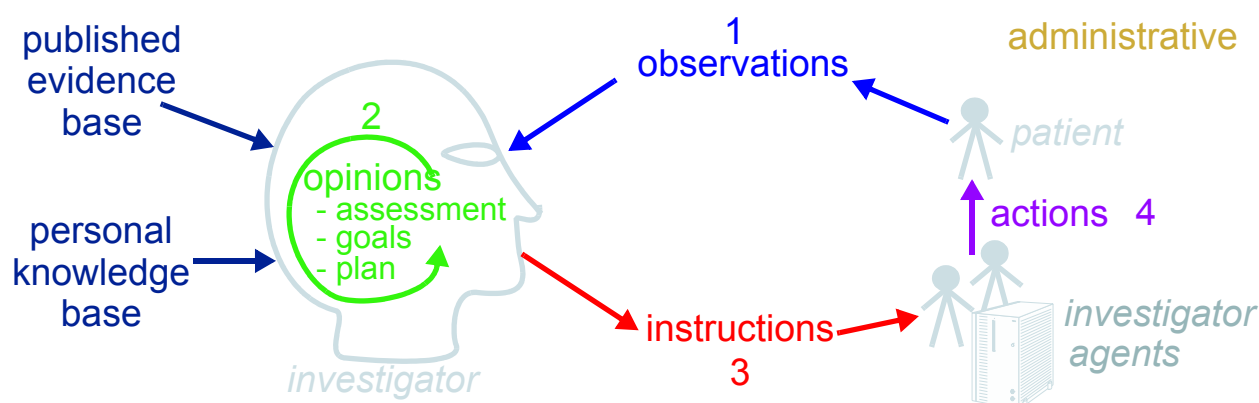 published
evidence
base
personal
knowledge
base
2
opinions
- assessment
- goals
- plan
investigator
1
observations
administrative
patient
actions 4
investigator
agents
instructions
3